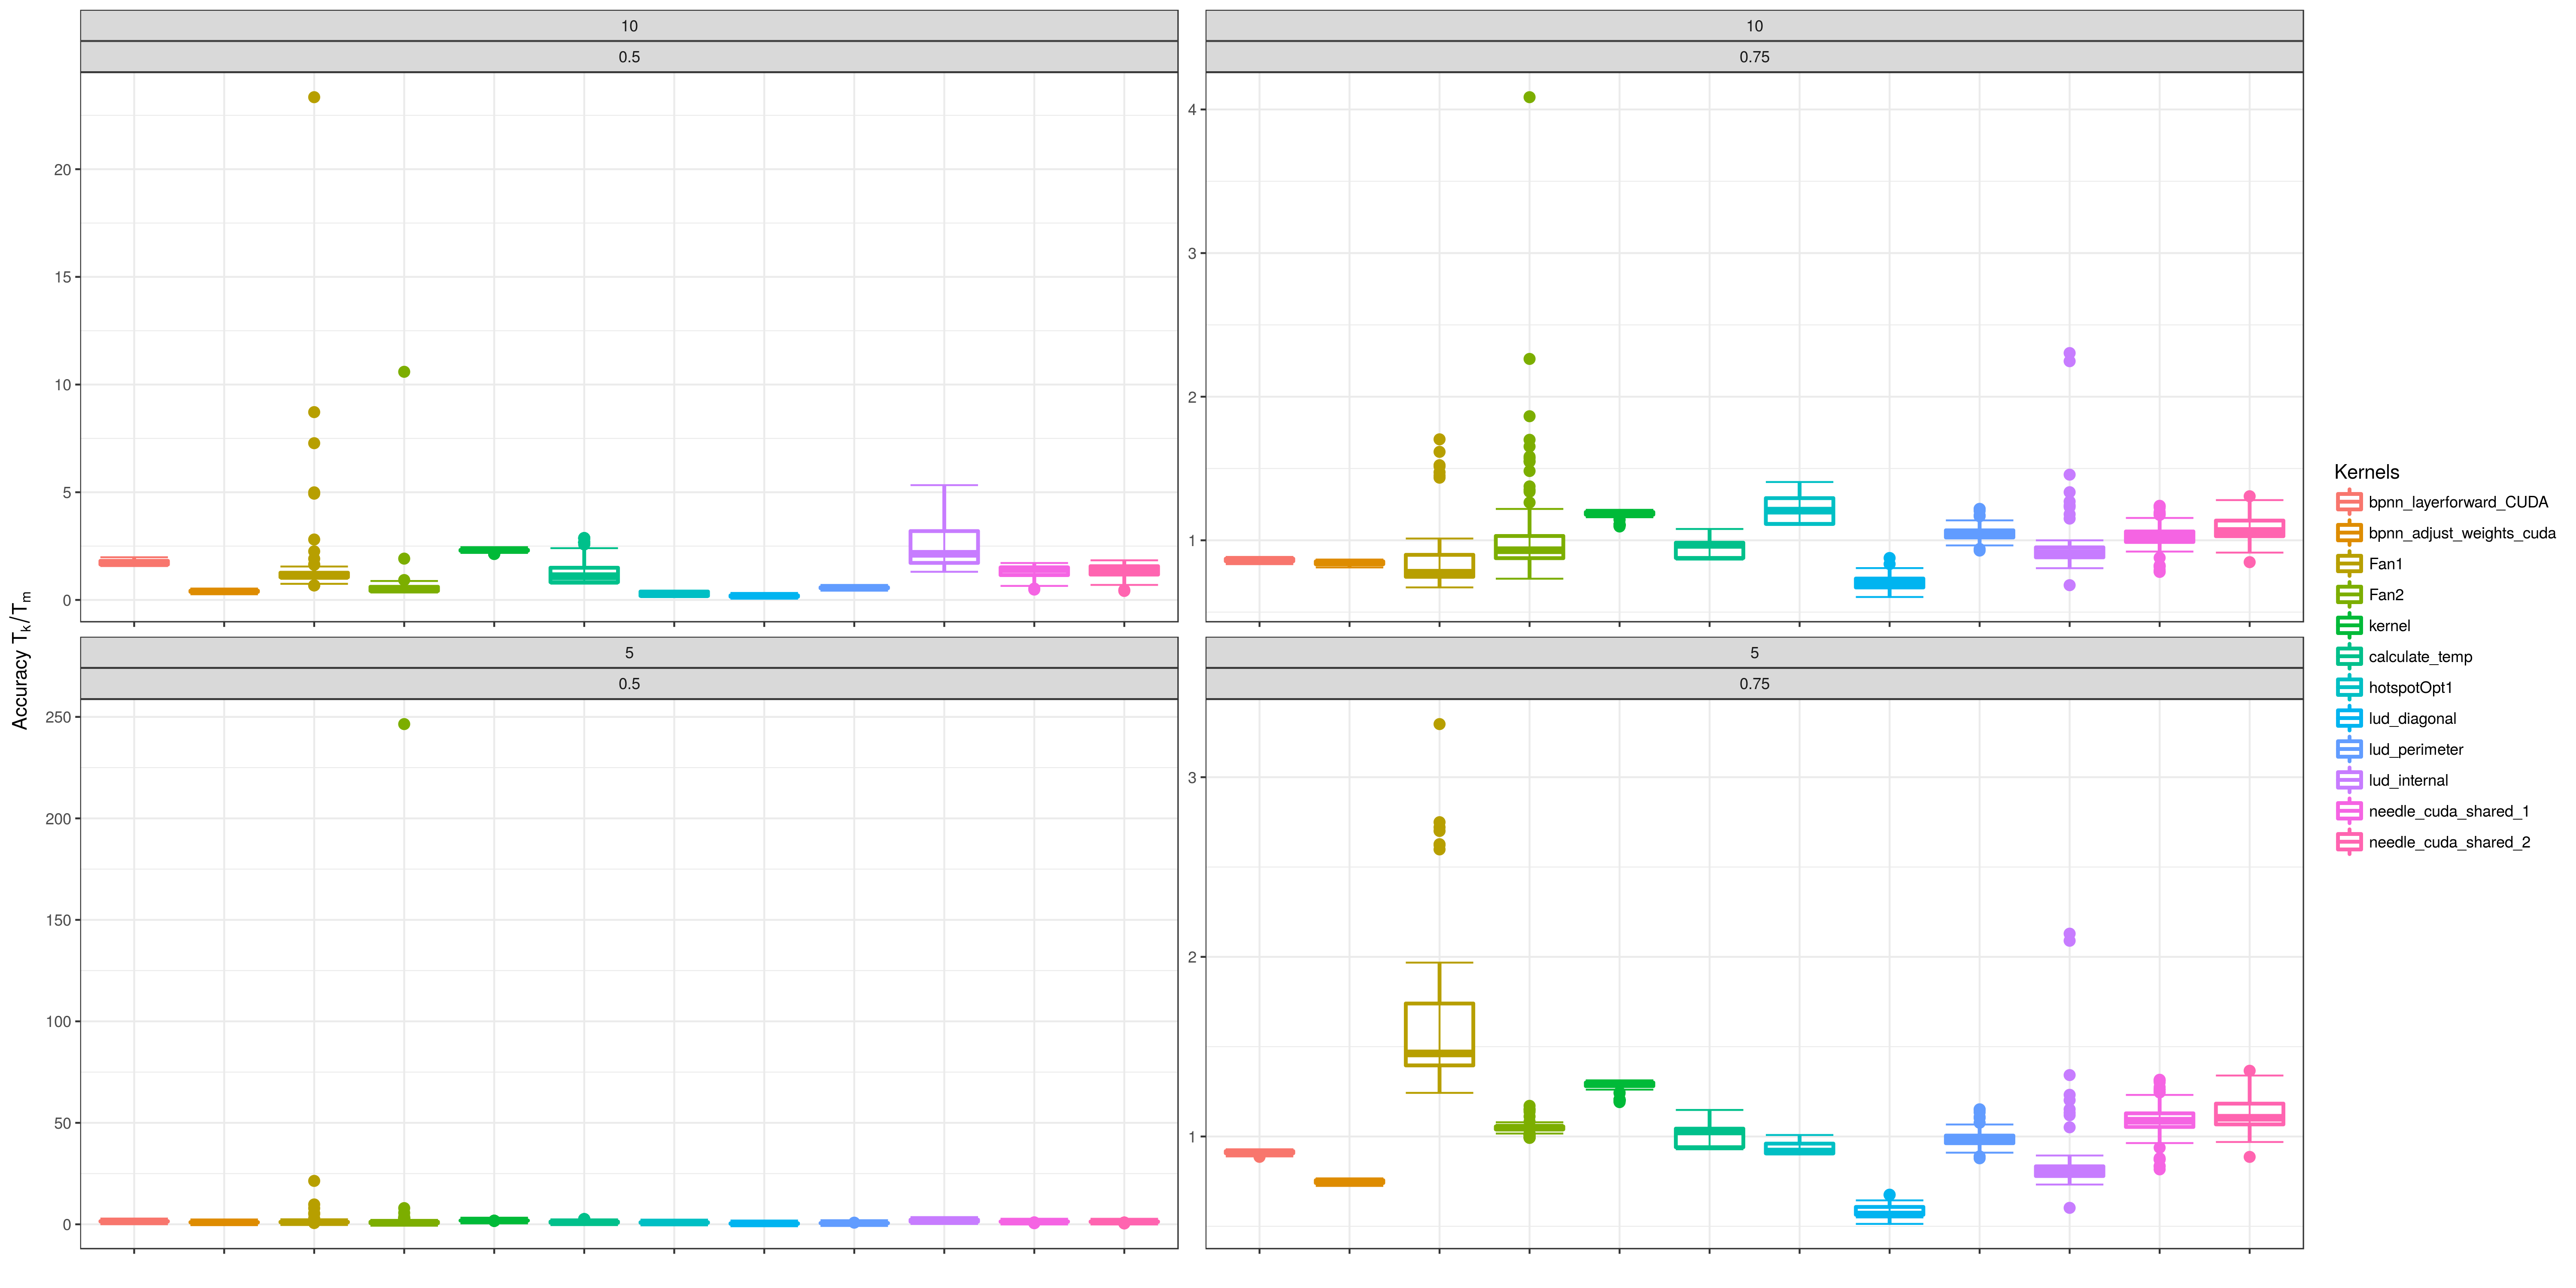 10
0.5
20
15
10
5
0
10
0.75
4
3
2
1
5
0.5
250
200
150
100
50
0
5
0.75
3
2
1
Accuracy Tk/Tm
Kernels
bpnn_layerforward_CUDA
bpnn_adjust_weights_cuda
Fan1
Fan2
kernel
calculate_temp
hotspotOpt1
lud_diagonal
lud_perimeter
lud_internal
needle_cuda_shared_1
needle_cuda_shared_2